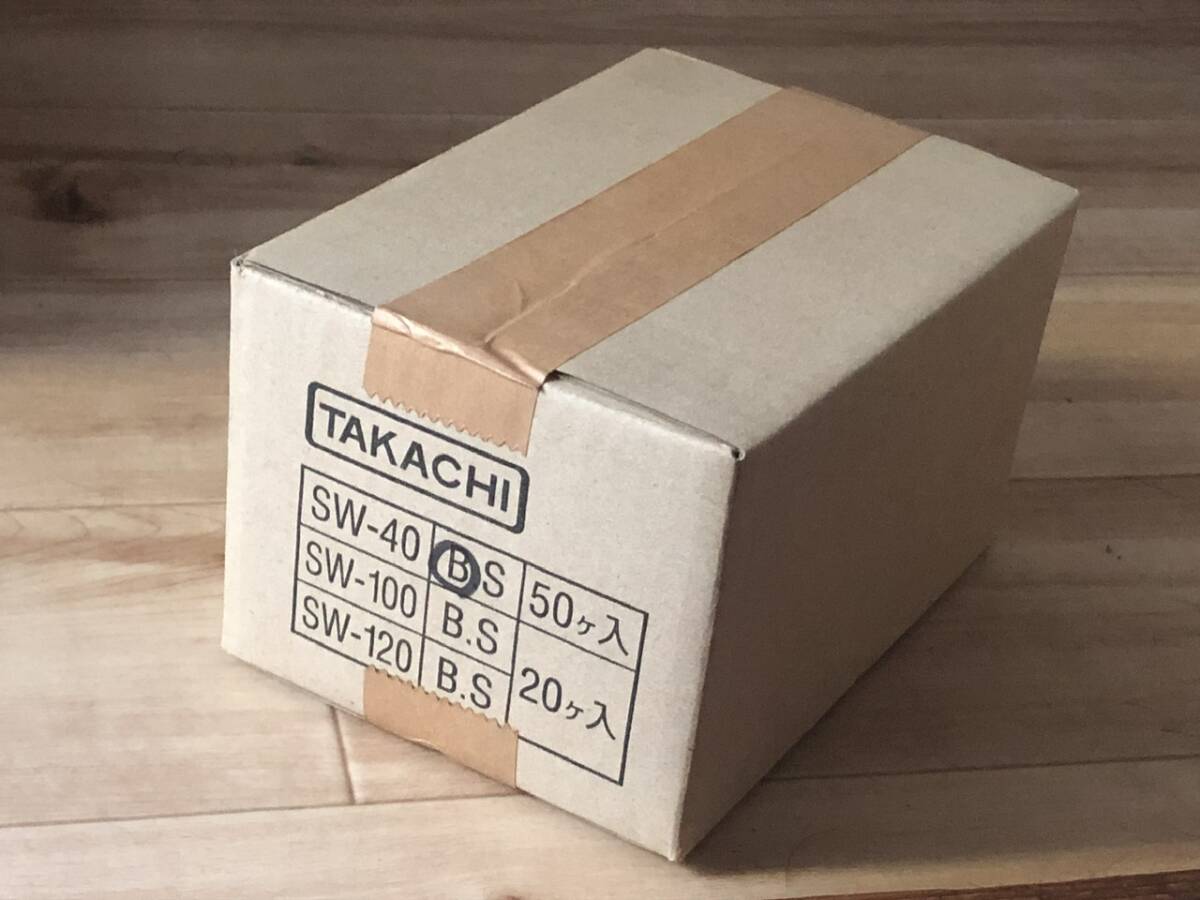 TAKACHI
SW-40 B.S 50ヶ入
SW-100 B.S
SW-120 B.S 20ヶ入